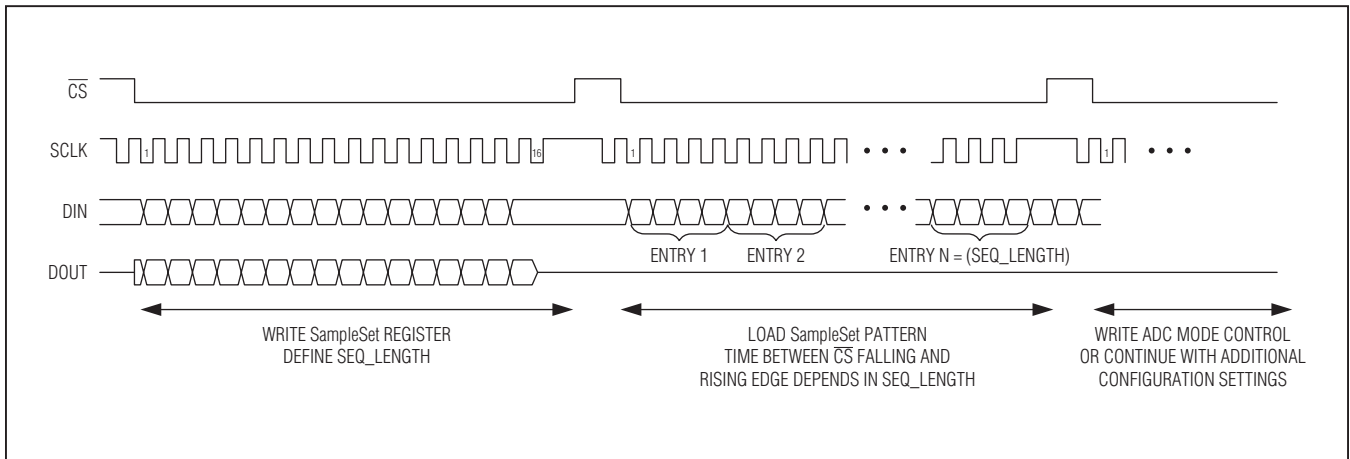 CS
SCLK
1
16
1
1
DIN
ENTRY 1
ENTRY 2
ENTRY N = (SEQ_LENGTH)
DOUT
WRITE SampleSet REGISTER
DEFINE SEQ_LENGTH
LOAD SampleSet PATTERN
TIME BETWEEN CS FALLING AND
RISING EDGE DEPENDS IN SEQ_LENGTH
WRITE ADC MODE CONTROL
OR CONTINUE WITH ADDITIONAL
CONFIGURATION SETTINGS